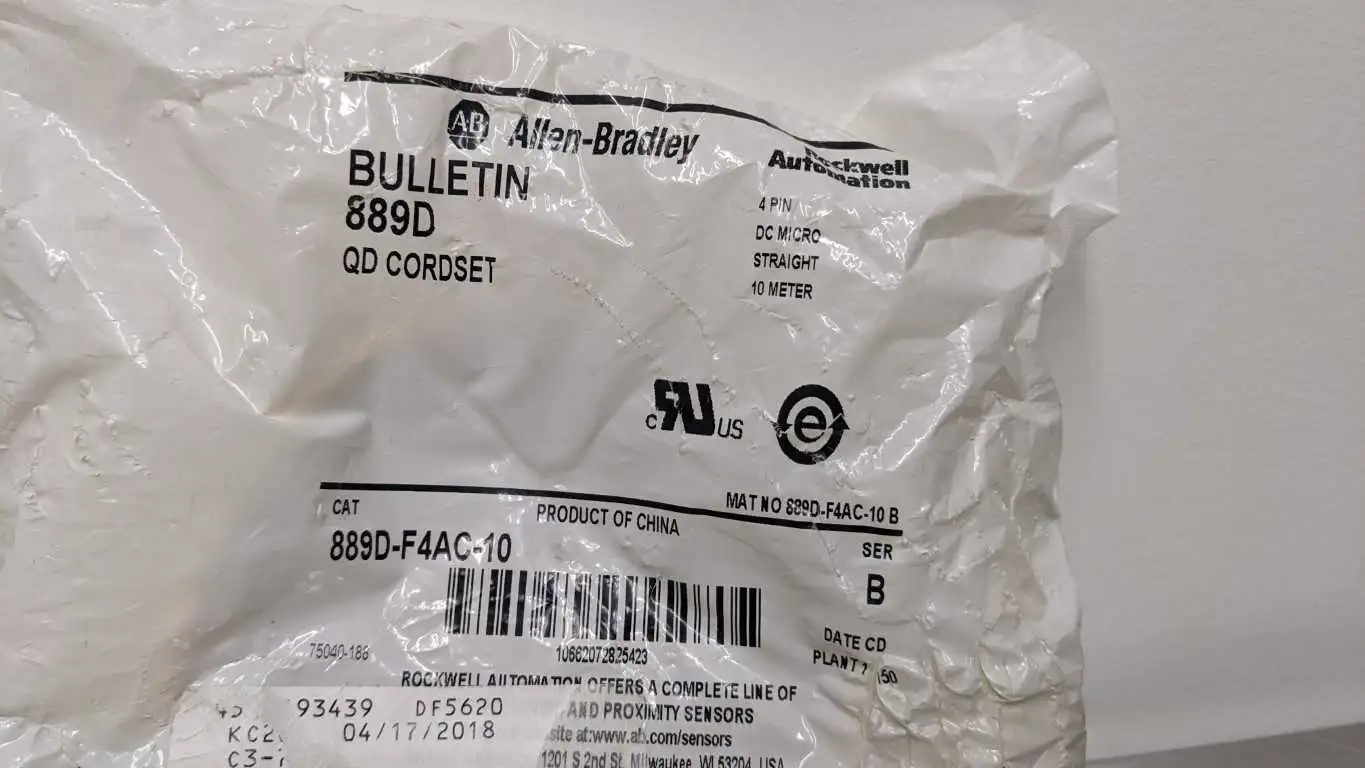 AB Allen-Bradley
Rockwell
Automation
BULLETIN
889D
QD CORDSET
4 PIN
DC MICRO
STRAIGHT
10 METER
c RU US
e
CAT
PRODUCT OF CHINA
MAT NO 889D-F4AC-10 B
889D-F4AC-10
SER
B
DATE CD
PLANT
10662072825423
75040-188
ROCKWELL AUTOMATION OFFERS A COMPLETE LINE OF
AND PROXIMITY SENSORS
site at:www.ab.com/sensors
1201 S 2nd St. Milwaukee, WI 53204 USA
93439 DF5620
04/17/2018